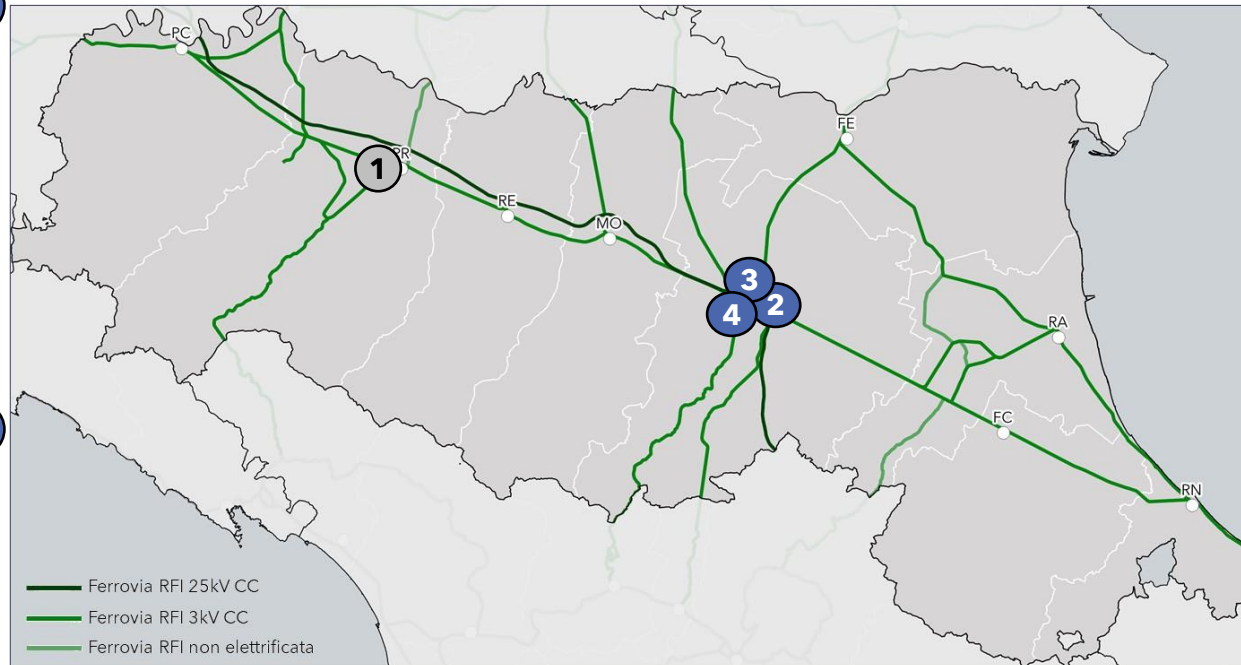 PC
FE
PR
1
RE
MO
3
2
4
RA
FC
RN
Ferrovia RFI 25kV CC
Ferrovia RFI 3kV CC
Ferrovia RFI non elettrificata